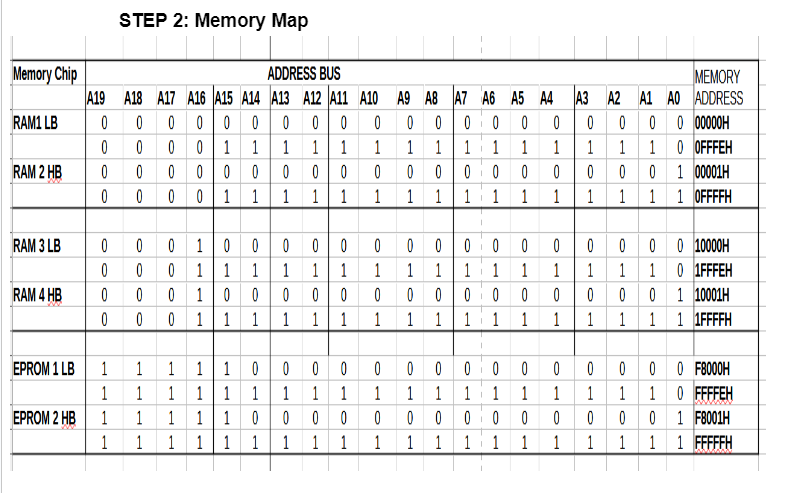 STEP 2: Memory Map
Memory Chip ADDRESS BUS MEMORY
A19 A18 A17 A16 A15 A14 A13 A12 A11 A10 A9 A8 A7 A6 A5 A4 A3 A2 A1 A0 ADDRESS
RAM1 LB 0 0 0 0 0 0 0 0 0 0 0 0 0 0 0 0 0 0 0 0 00000H
0 0 0 0 1 1 1 1 1 1 1 1 1 1 1 1 1 1 1 0 0FFFEH
RAM 2 HB 0 0 0 0 0 0 0 0 0 0 0 0 0 0 0 0 0 0 0 1 00001H
0 0 0 0 1 1 1 1 1 1 1 1 1 1 1 1 1 1 1 1 0FFFFH
RAM 3 LB 0 0 0 1 0 0 0 0 0 0 0 0 0 0 0 0 0 0 0 0 10000H
0 0 0 1 1 1 1 1 1 1 1 1 1 1 1 1 1 1 1 0 1FFFEH
RAM 4 HB 0 0 0 1 0 0 0 0 0 0 0 0 0 0 0 0 0 0 0 1 10001H
0 0 0 1 1 1 1 1 1 1 1 1 1 1 1 1 1 1 1 1 1FFFFH
EPROM 1 LB 1 1 1 1 1 0 0 0 0 0 0 0 0 0 0 0 0 0 0 0 F8000H
1 1 1 1 1 1 1 1 1 1 1 1 1 1 1 1 1 1 1 0 FFFFEH
EPROM 2 HB 1 1 1 1 1 0 0 0 0 0 0 0 0 0 0 0 0 0 0 1 F8001H
1 1 1 1 1 1 1 1 1 1 1 1 1 1 1 1 1 1 1 1 FFFFFH